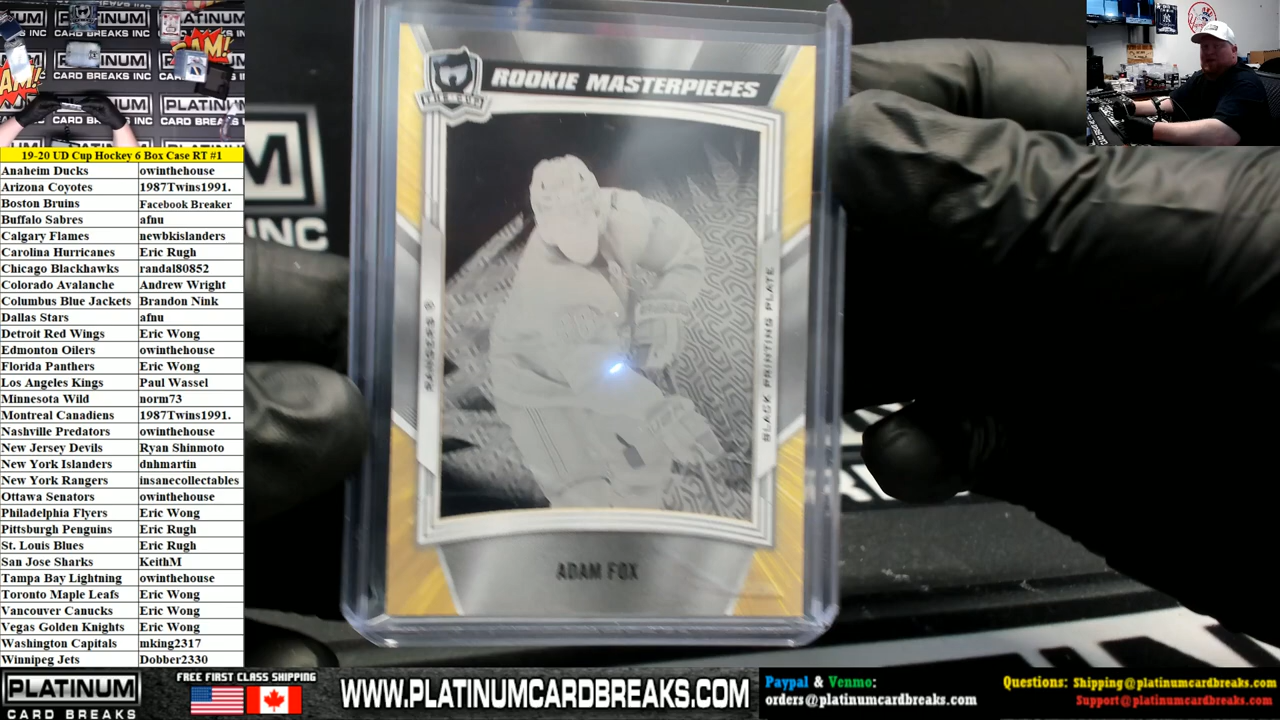 PLATINUM
CARD BREAKS INC
19-20 UD Cup Hockey 6 Box Case RT #1
Anaheim Ducks owinthehouse
Arizona Coyotes 1987Twins1991.
Boston Bruins Facebook Breaker
Buffalo Sabres afnu
Calgary Flames newbkislanders
Carolina Hurricanes Eric Rugh
Chicago Blackhawks randal80852
Colorado Avalanche Andrew Wright
Columbus Blue Jackets Brandon Nink
Dallas Stars afnu
Detroit Red Wings Eric Wong
Edmonton Oilers owinthehouse
Florida Panthers Eric Wong
Los Angeles Kings Paul Wassel
Minnesota Wild norm73
Montreal Canadiens 1987Twins1991.
Nashville Predators owinthehouse
New Jersey Devils Ryan Shinmoto
New York Islanders dnhmartin
New York Rangers insanecollectables
Ottawa Senators owinthehouse
Philadelphia Flyers Eric Wong
Pittsburgh Penguins Eric Rugh
St. Louis Blues Eric Rugh
San Jose Sharks KeithM
Tampa Bay Lightning owinthehouse
Toronto Maple Leafs Eric Wong
Vancouver Canucks Eric Wong
Vegas Golden Knights Eric Wong
Washington Capitals mking2317
Winnipeg Jets Dobber2330
THE CUP
ROOKIE MASTERPIECES
RANGERS
BLACK PRINTING PLATE
ADAM FOX
PLATINUM
CARD BREAKS
FREE FIRST CLASS SHIPPING
WWW.PLATINUMCARDBREAKS.COM
Paypal & Venmo:
orders@platinumcardbreaks.com
Questions: Shipping@platinumcardbreaks.com
Support@platinumcardbreaks.com